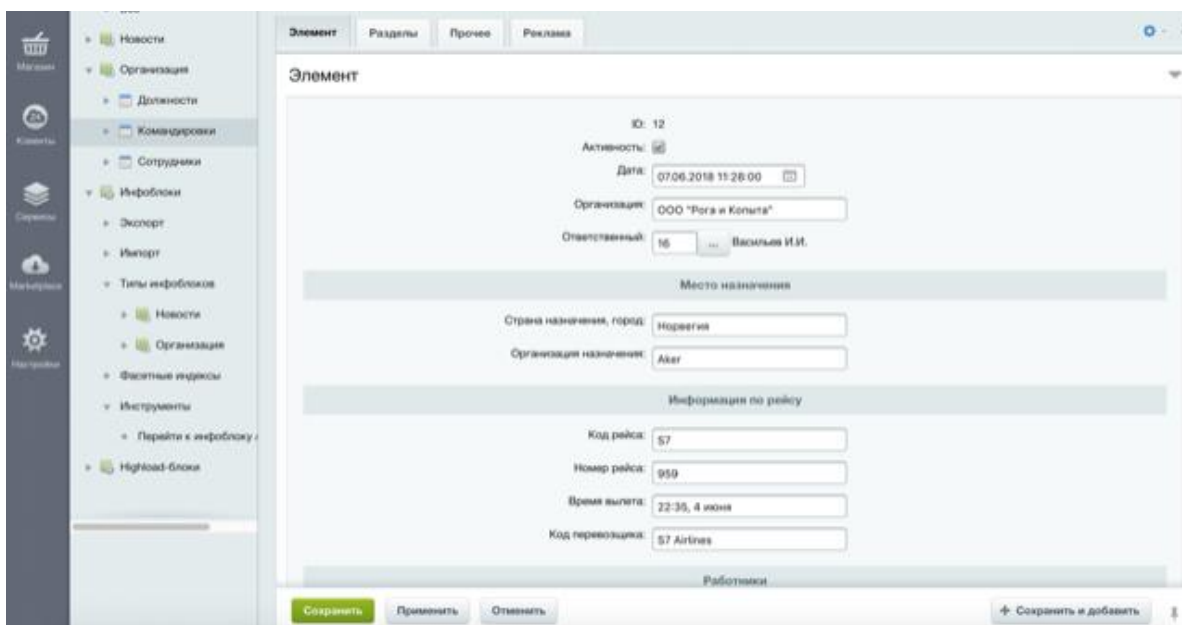 Магазин
Клиенты
Сервисы
Marketplace
Настройки
Новости
Организация
Должности
Командировки
Сотрудники
Инфоблоки
Экспорт
Импорт
Типы инфоблоков
Новости
Организация
Фасетные индексы
Инструменты
Перейти к инфоблоку
Highload-блоки
Элемент Разделы Прочее Реклама
Элемент
ID: 12
Активность:
Дата: 07.06.2018 11:28:00
Организация: ООО "Рога и Копыта"
Ответственный: 16 ... Васильев И.И.
Место назначения
Страна назначения, город: Норвегия
Организация назначения: Aker
Информация по рейсу
Код рейса: S7
Номер рейса: 959
Время вылета: 22:35, 4 июня
Код перевозщика: S7 Airlines
Работники
Сохранить Применить Отменить + Сохранить и добавить